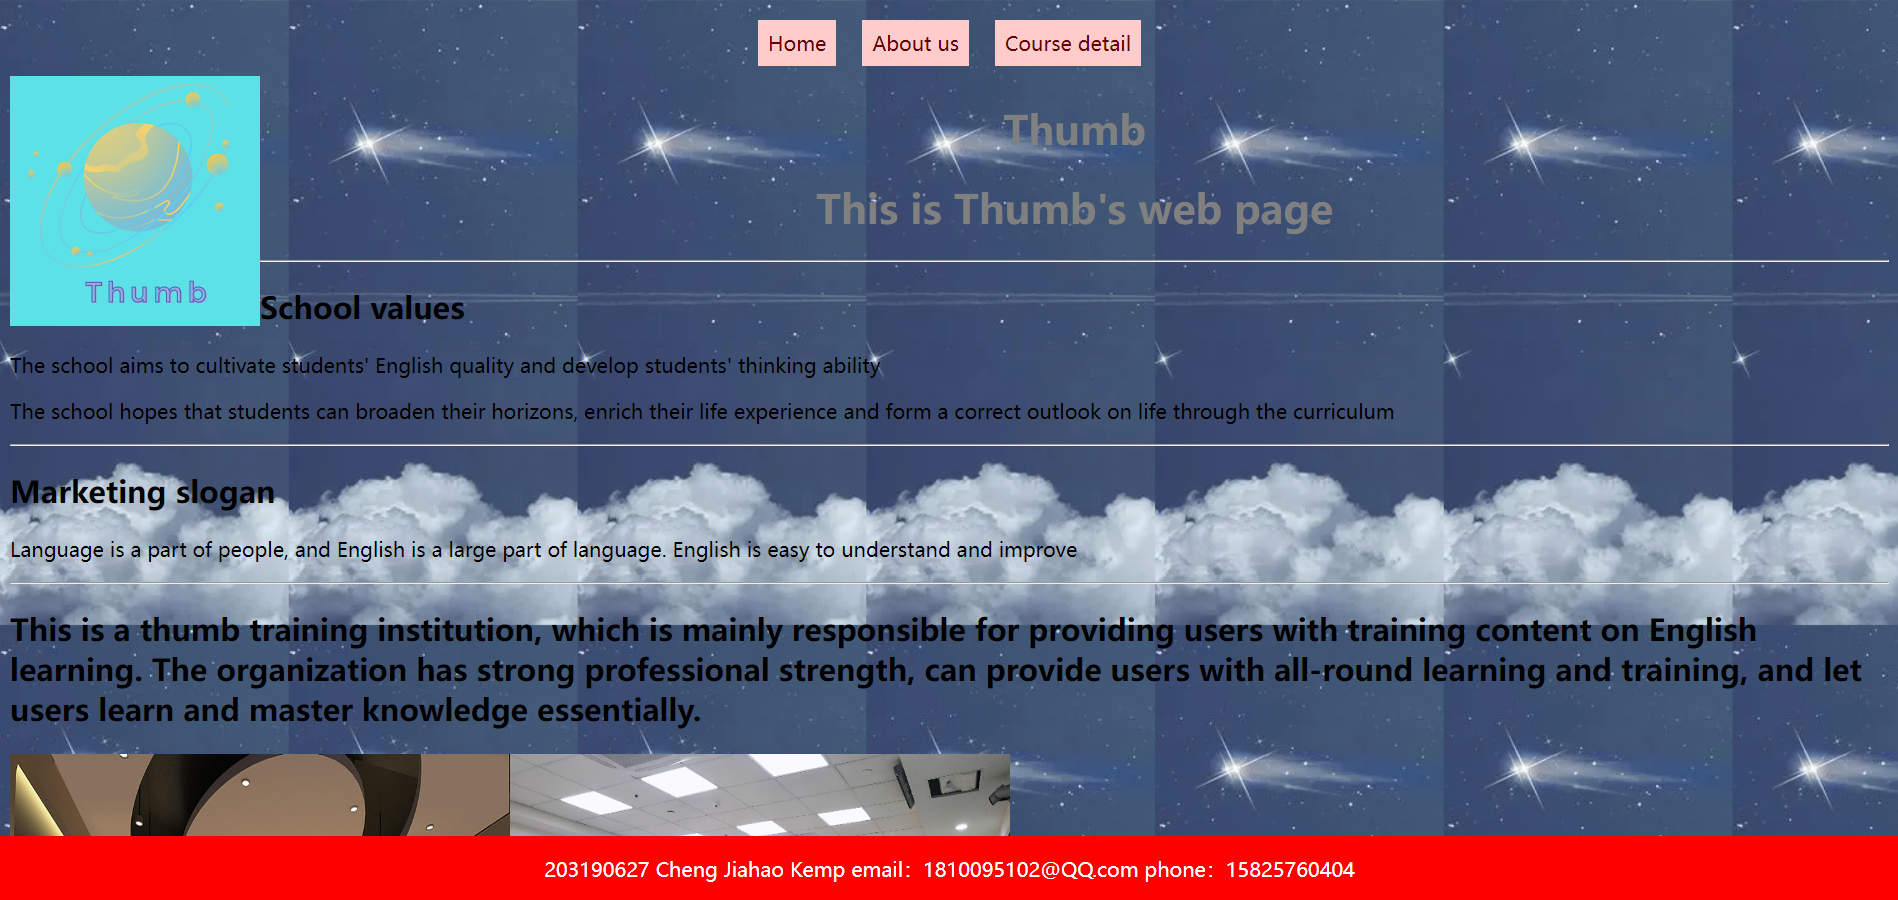 Home About us Course detail
Thumb
This is Thumb's web page
Thumb
School values
The school aims to cultivate students' English quality and develop students' thinking ability
The school hopes that students can broaden their horizons, enrich their life experience and form a correct outlook on life through the curriculum
Marketing slogan
Language is a part of people, and English is a large part of language. English is easy to understand and improve
This is a thumb training institution, which is mainly responsible for providing users with training content on English
learning. The organization has strong professional strength, can provide users with all-round learning and training, and let
users learn and master knowledge essentially.
203190627 Cheng Jiahao Kemp email：1810095102@QQ.com phone：15825760404